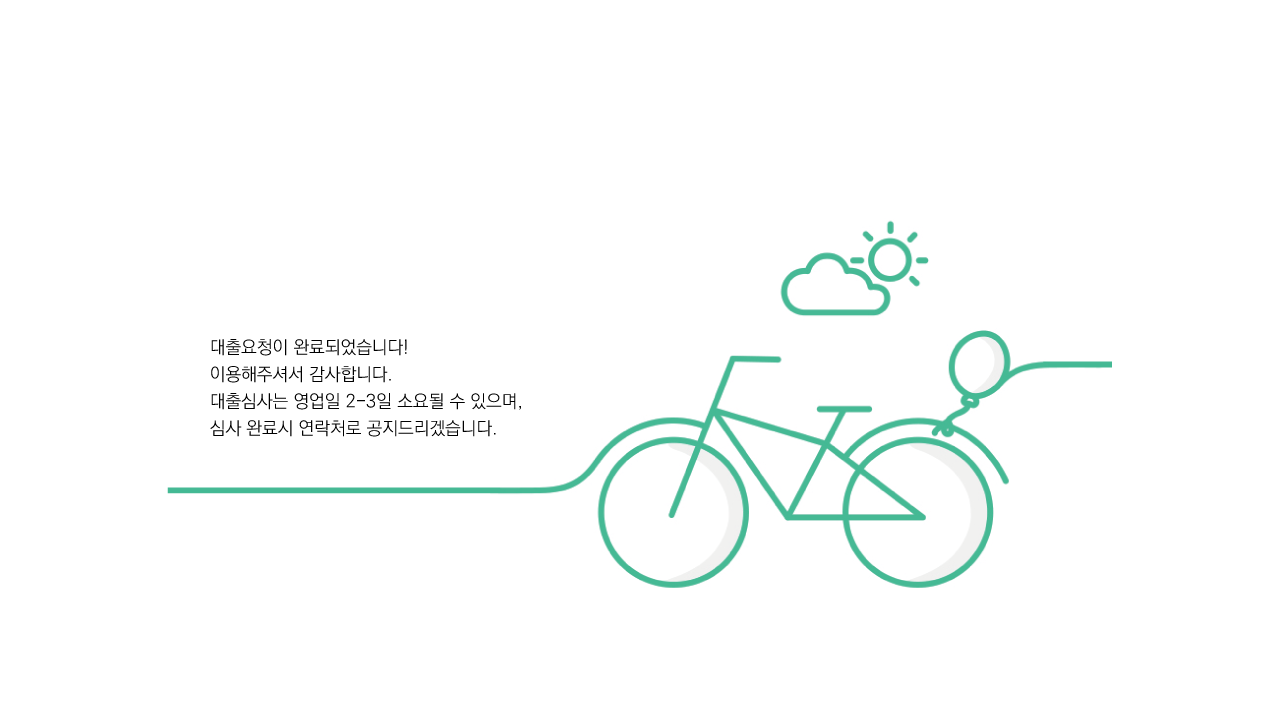 대출요청이 완료되었습니다!
이용해주셔서 감사합니다.
대출심사는 영업일 2-3일 소요될 수 있으며,
심사 완료시 연락처로 공지드리겠습니다.